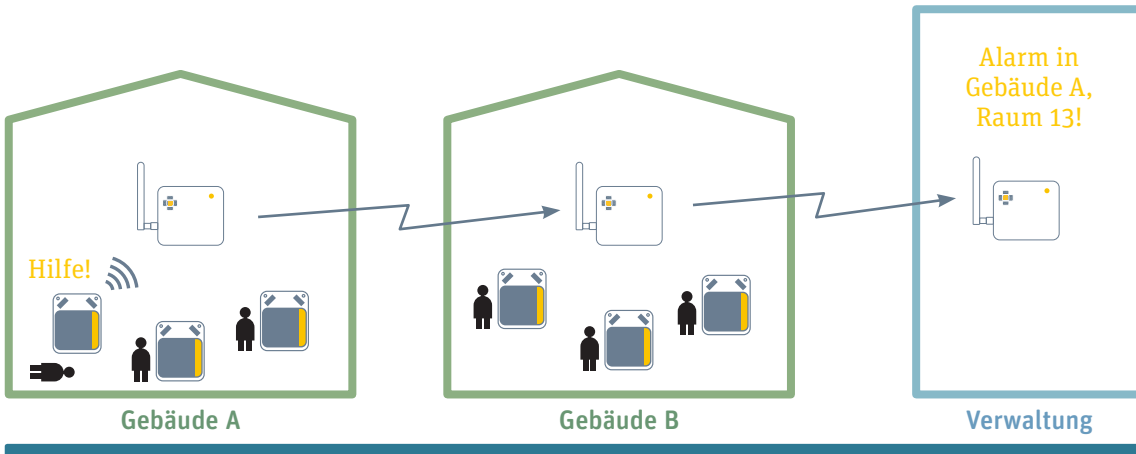 Alarm in
Gebäude A,
Raum 13!
Hilfe!
Gebäude A
Gebäude B
Verwaltung